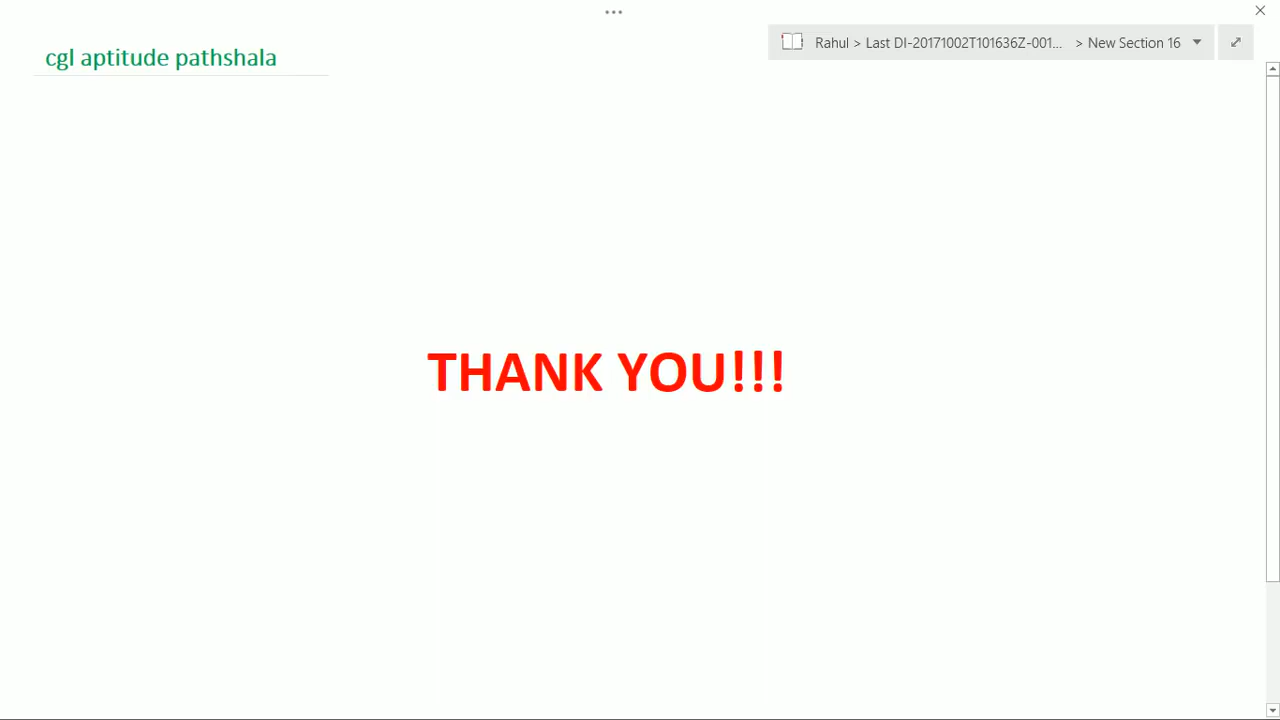 cgl aptitude pathshala
Rahul > Last DI-20171002T101636Z-001... > New Section 16
THANK YOU!!!